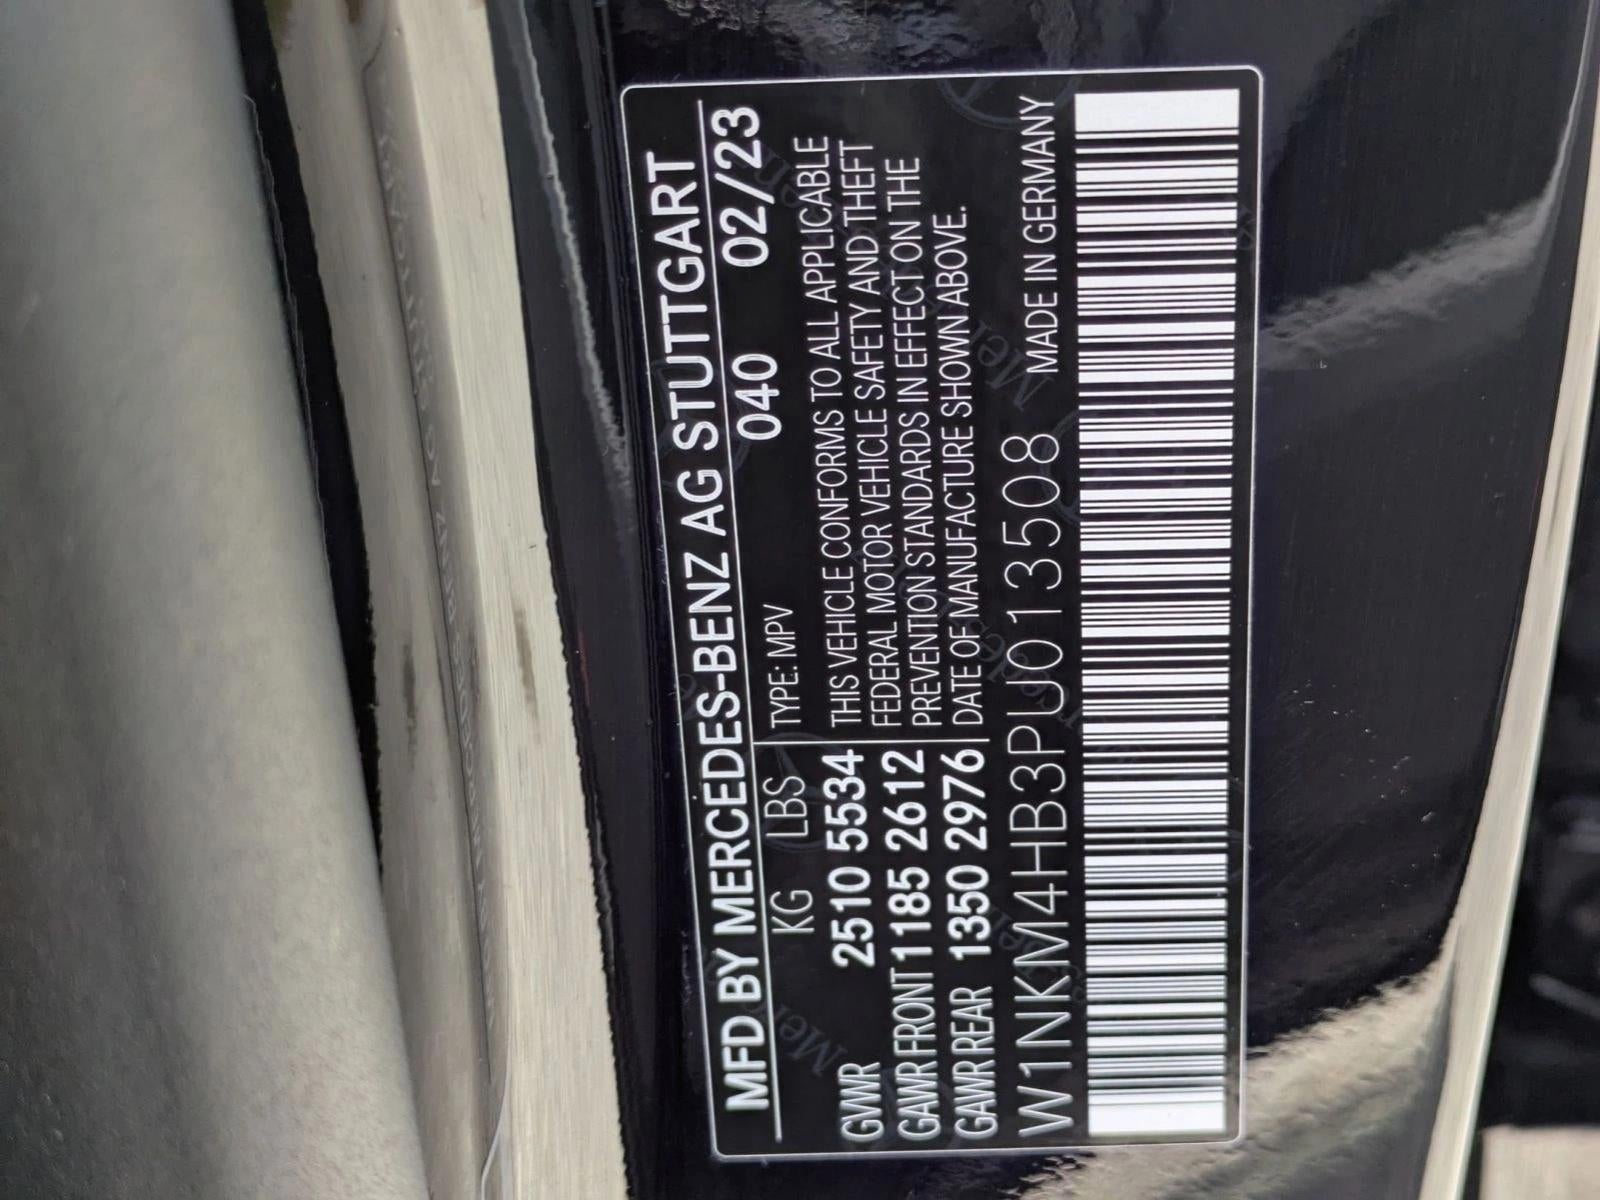 MFD BY MERCEDES-BENZ AG STUTTGART
KG LBS 040 02/23
TYPE: MPV
GVWR 2510 5534
GAWR FRONT 1185 2612
GAWR REAR 1350 2976
THIS VEHICLE CONFORMS TO ALL APPLICABLE
FEDERAL MOTOR VEHICLE SAFETY AND THEFT
PREVENTION STANDARDS IN EFFECT ON THE
DATE OF MANUFACTURE SHOWN ABOVE.
W1NKM4HB3PU013508 MADE IN GERMANY